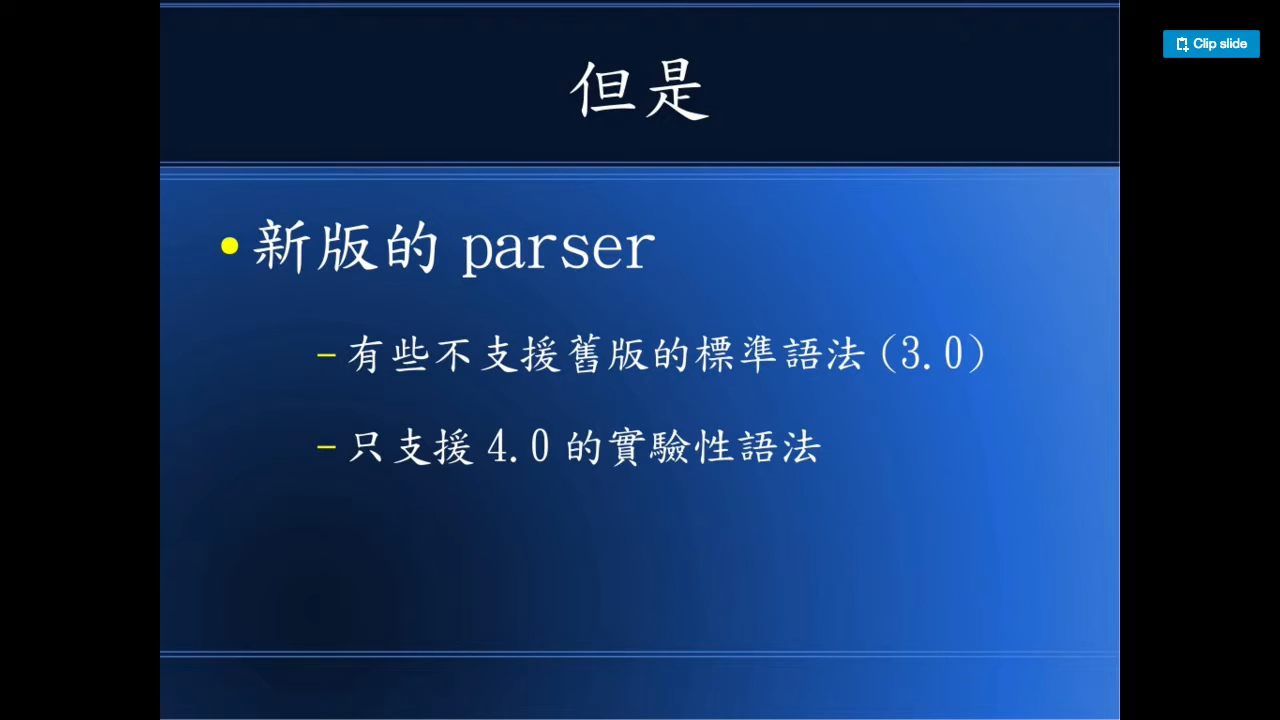 Clip slide
但是
• 新版的 parser
– 有些不支援舊版的標準語法 (3.0)
– 只支援 4.0 的實驗性語法